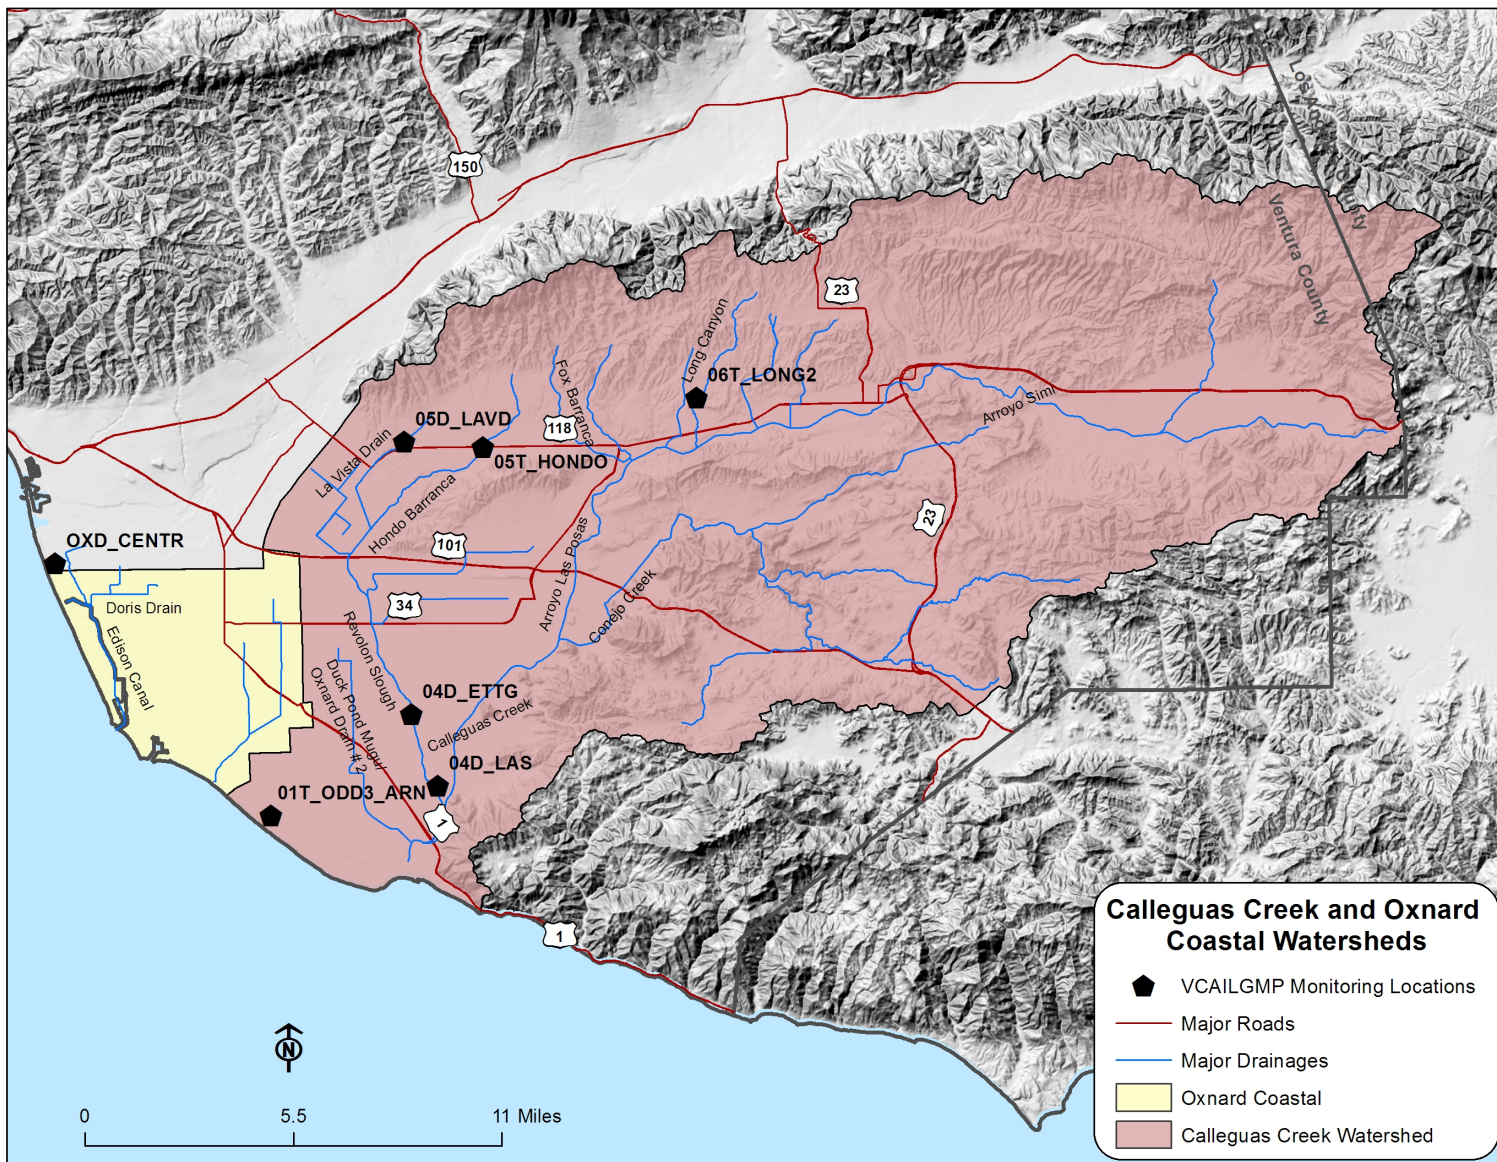 150
Los Angeles County
Ventura County
23
Long Canyon
06T_LONG2
Fox Barranca
118
05D_LAVD
La Vista Drain
05T_HONDO
Hondo Barranca
Arroyo Simi
23
OXD_CENTR
101
34
Arroyo Las Posas
Conejo Creek
Doris Drain
Edison Canal
Revolon Slough
Duck Pond Mugu/
Oxnard Drain # 2
04D_ETTG
Calleguas Creek
04D_LAS
01T_ODD3_ARN
1
1
N
0
5.5
11 Miles
Calleguas Creek and Oxnard
Coastal Watersheds
VCAILGMP Monitoring Locations
Major Roads
Major Drainages
Oxnard Coastal
Calleguas Creek Watershed